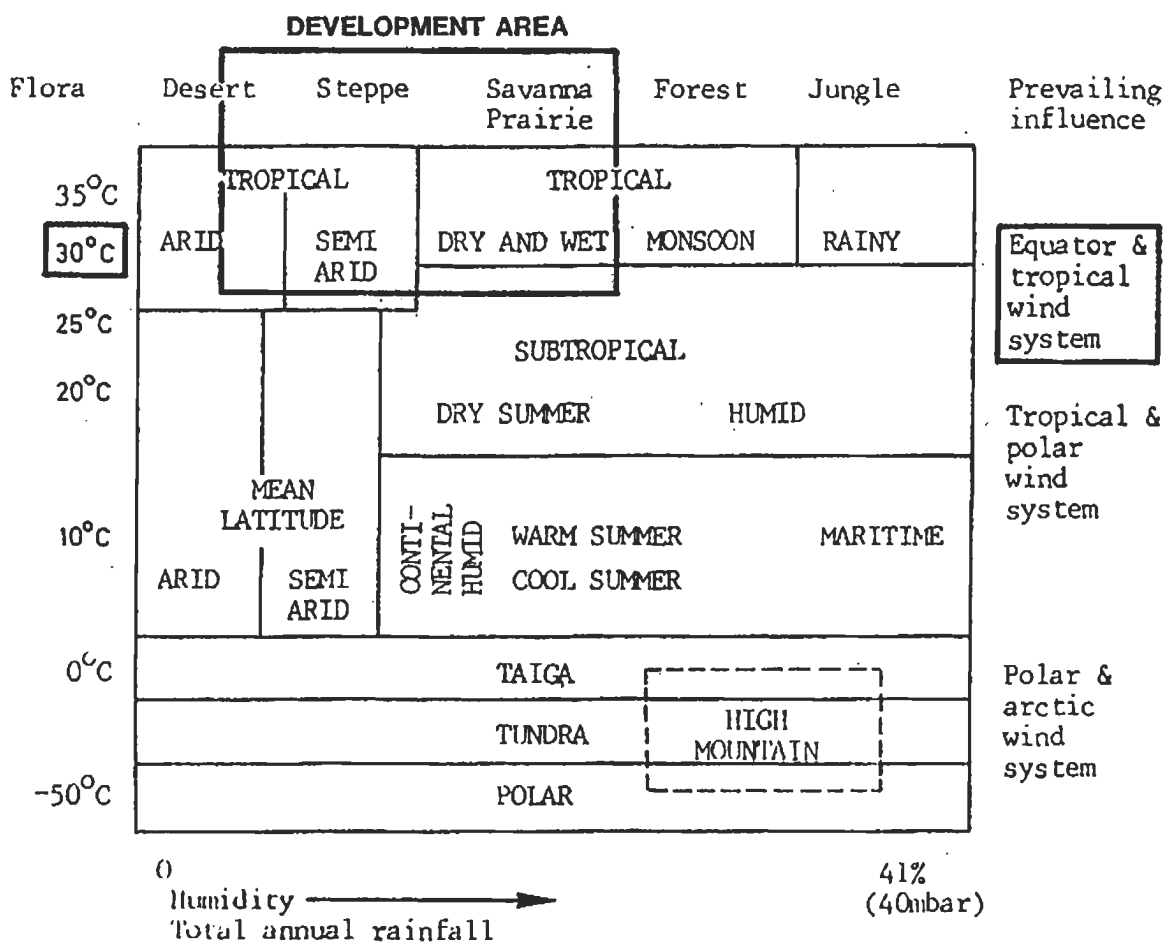 DEVELOPMENT AREA
Flora Desert Steppe Savanna Forest Jungle Prevailing
Prairie influence
35°C TROPICAL TROPICAL
30°C ARID SEMI DRY AND WET MONSOON RAINY Equator &
ARID tropical
wind
25°C system
SUBTROPICAL
20°C DRY SUMMER HUMID Tropical &
polar
wind
system
MEAN
LATITUDE
10°C CONTI-
NENTAL
HUMID
WARM SUMMER MARITIME
ARID SEMI COOL SUMMER
ARID
0°C TAIGA Polar &
arctic
wind
system
TUNDRA HIGH
MOUNTAIN
-50°C POLAR
0 41%
Humidity (40mbar)
Total annual rainfall